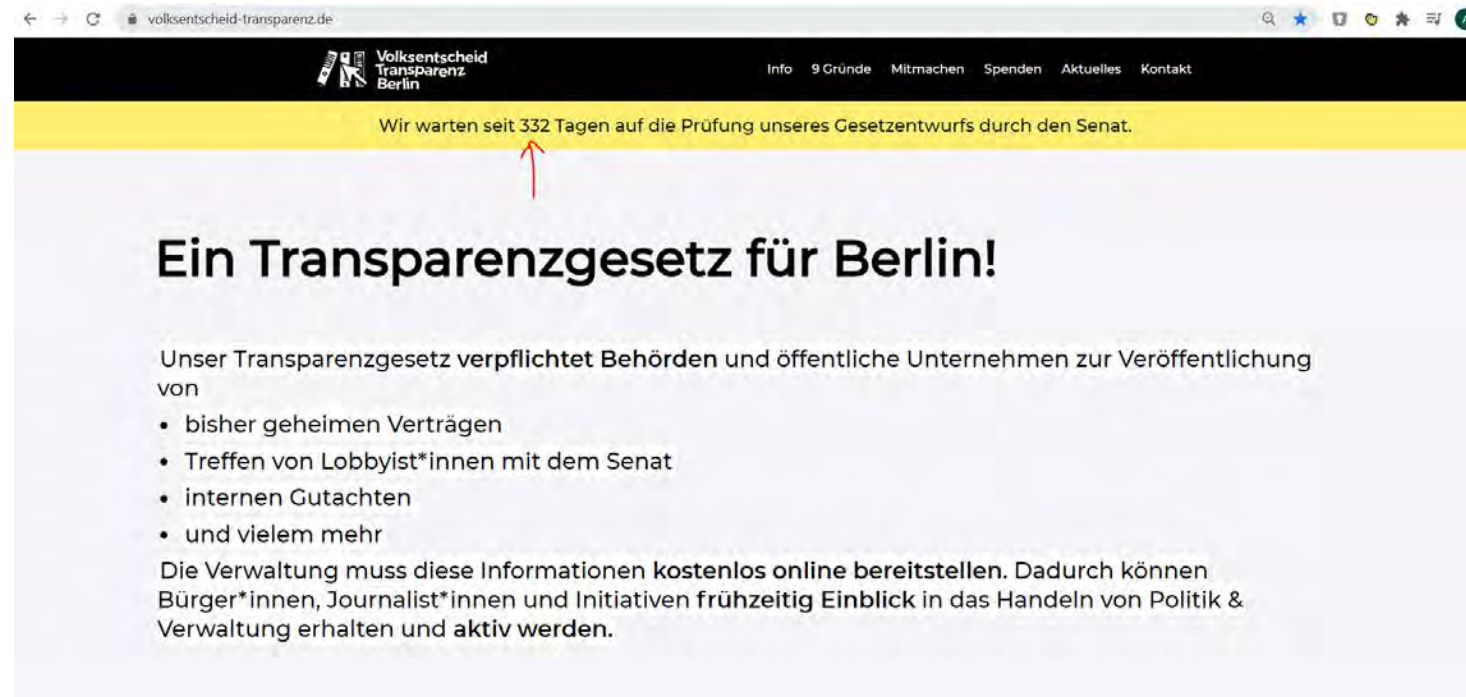 volksentscheid-transparenz.de
Volksentscheid
Transparenz
Berlin
Info 9 Gründe Mitmachen Spenden Aktuelles Kontakt
Wir warten seit 332 Tagen auf die Prüfung unseres Gesetzentwurfs durch den Senat.
Ein Transparenzgesetz für Berlin!
Unser Transparenzgesetz verpflichtet Behörden und öffentliche Unternehmen zur Veröffentlichung
von
• bisher geheimen Verträgen
• Treffen von Lobbyist*innen mit dem Senat
• internen Gutachten
• und vielem mehr
Die Verwaltung muss diese Informationen kostenlos online bereitstellen. Dadurch können
Bürger*innen, Journalist*innen und Initiativen frühzeitig Einblick in das Handeln von Politik &
Verwaltung erhalten und aktiv werden.